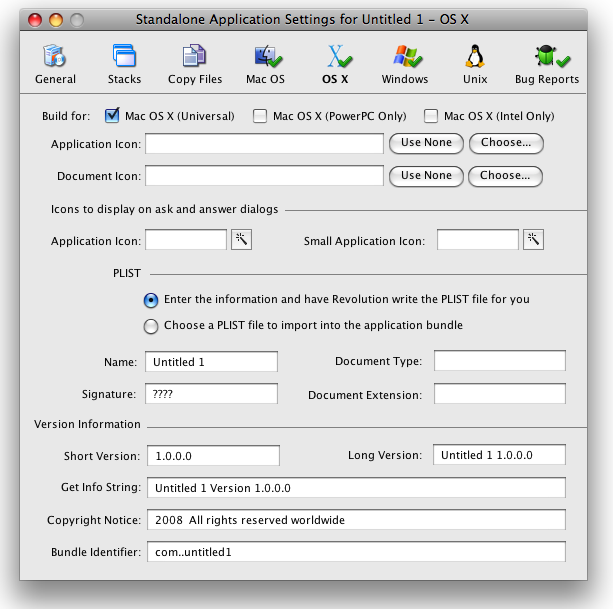 Standalone Application Settings for Untitled 1 - OS X
General Stacks Copy Files Mac OS OS X Windows Unix Bug Reports
Build for: Mac OS X (Universal) Mac OS X (PowerPC Only) Mac OS X (Intel Only)
Application Icon: Use None Choose...
Document Icon: Use None Choose...
Icons to display on ask and answer dialogs
Application Icon: Small Application Icon:
PLIST
Enter the information and have Revolution write the PLIST file for you
Choose a PLIST file to import into the application bundle
Name: Untitled 1 Document Type:
Signature: ???? Document Extension:
Version Information
Short Version: 1.0.0.0 Long Version: Untitled 1 1.0.0.0
Get Info String: Untitled 1 Version 1.0.0.0
Copyright Notice: 2008 All rights reserved worldwide
Bundle Identifier: com..untitled1